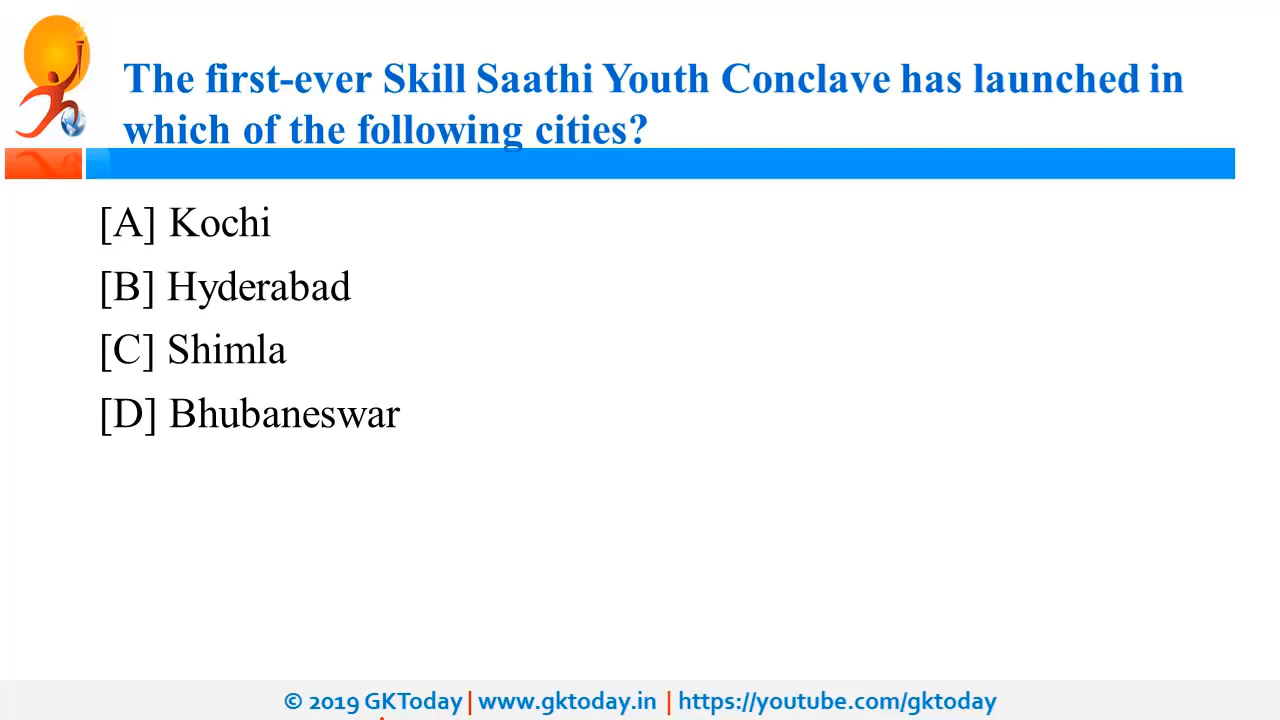 The first-ever Skill Saathi Youth Conclave has launched in
which of the following cities?
[A] Kochi
[B] Hyderabad
[C] Shimla
[D] Bhubaneswar
© 2019 GKToday | www.gktoday.in | https://youtube.com/gktoday